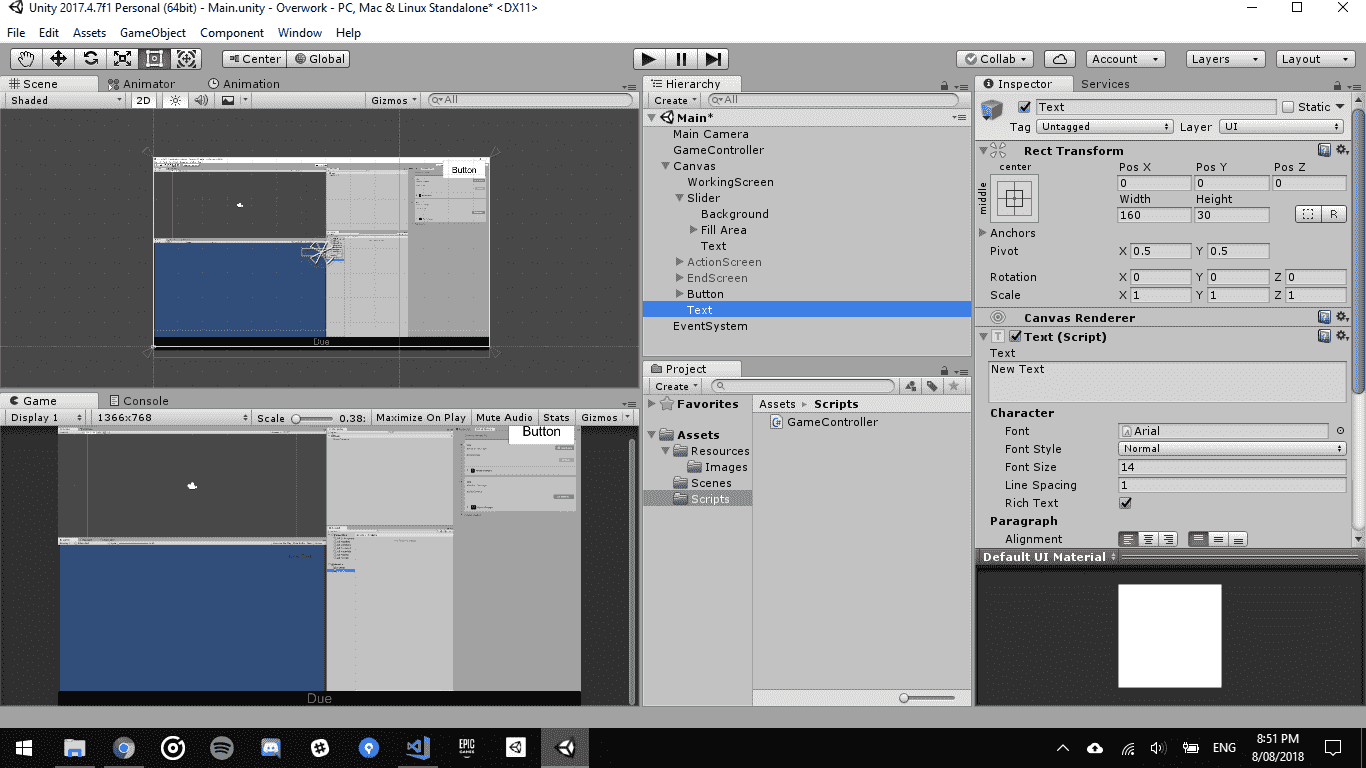 Unity 2017.4.7f1 Personal (64bit) - Main.unity - Overwork - PC, Mac & Linux Standalone* <DX11>
File Edit Assets GameObject Component Window Help
Center Global
Collab Account Layers Layout
Scene Animator Animation
Shaded 2D Gizmos All
Button
Due
Game Console
Display 1 1366x768 Scale 0.38: Maximize On Play Mute Audio Stats Gizmos
Button
Due
Hierarchy
Create All
Main*
Main Camera
GameController
Canvas
WorkingScreen
Slider
Background
Fill Area
Text
ActionScreen
EndScreen
Button
Text
EventSystem
Project
Create
Favorites
Assets
Resources
Images
Scenes
Scripts
Assets Scripts
GameController
Inspector Services
Text Static
Tag Untagged Layer UI
Rect Transform
center Pos X Pos Y Pos Z
middle
0 0 0
Width Height
160 30 R
Anchors
Pivot X 0.5 Y 0.5
Rotation X 0 Y 0 Z 0
Scale X 1 Y 1 Z 1
Canvas Renderer
Text (Script)
Text
New Text
Character
Font Arial
Font Style Normal
Font Size 14
Line Spacing 1
Rich Text
Paragraph
Alignment
Default UI Material
EPIC
GAMES
ENG
8:51 PM
8/08/2018